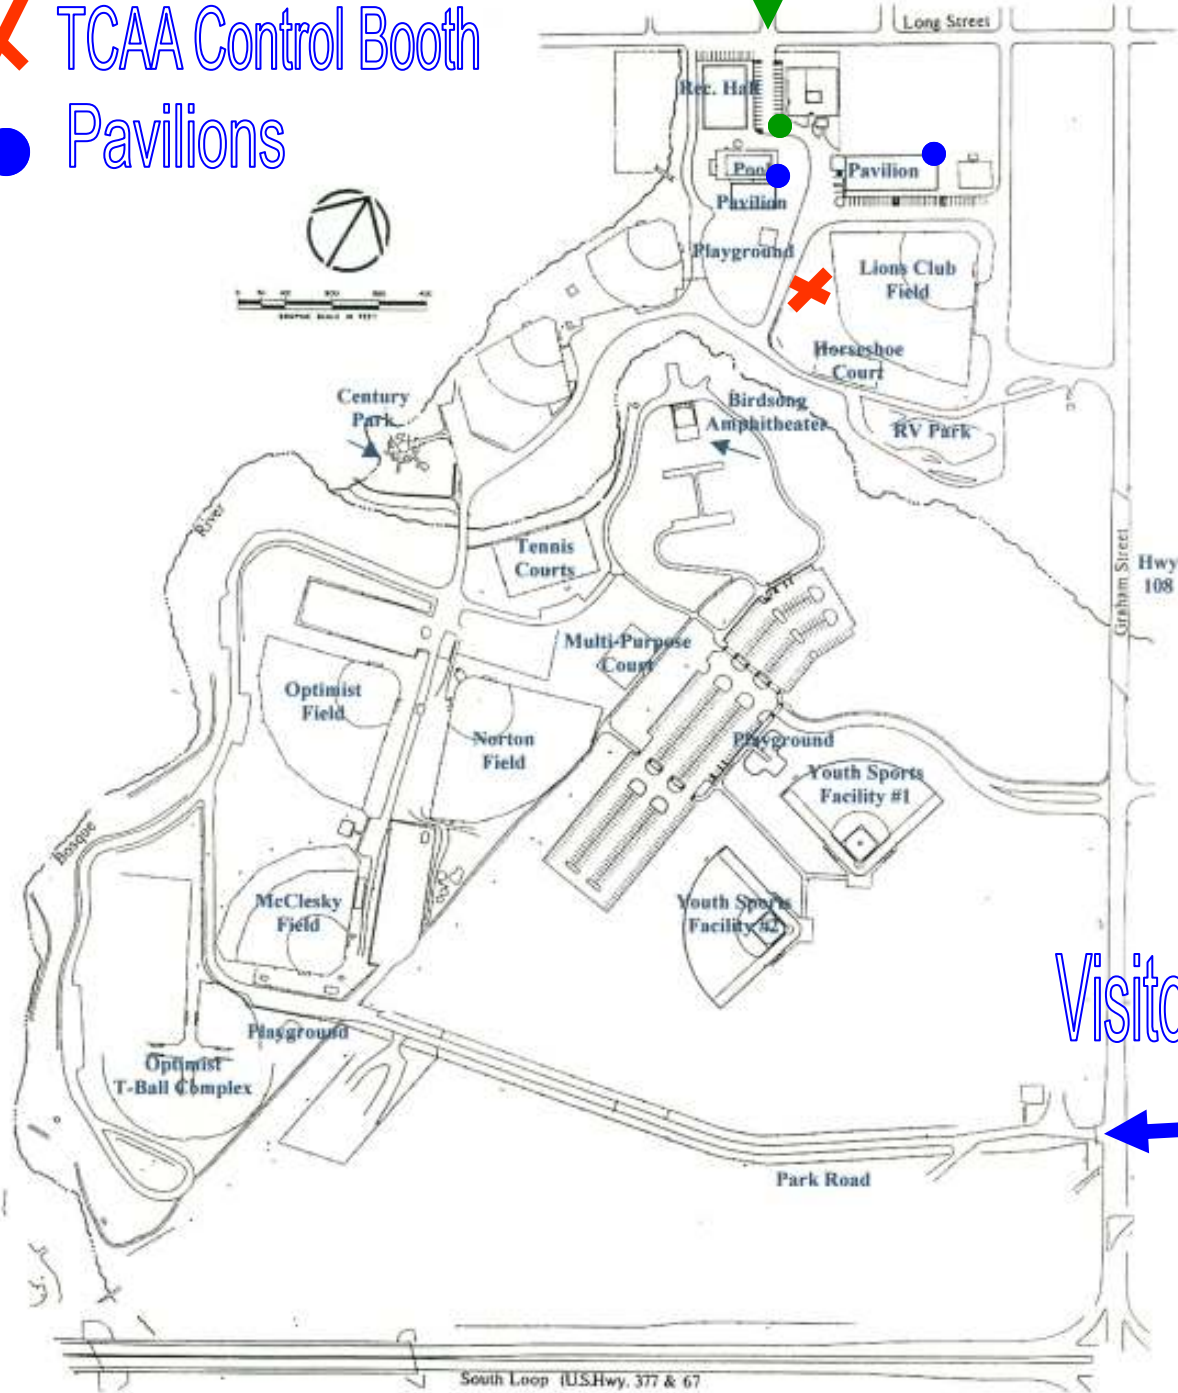 TCAA Control Booth
Pavilions
Long Street
Rec. Hall
Pool
Pavilion
Pavilion
Playground
Lions Club
Field
Horseshoe
Court
Century
Park
Birdsong
Amphitheater
RV Park
River
Tennis
Courts
Graham Street
Hwy
108
Multi-Purpose
Court
Optimist
Field
Norton
Field
Playground
Youth Sports
Facility #1
Bosque
McClesky
Field
Youth Sports
Facility #2
Visito
Playground
Optimist
T-Ball Complex
Park Road
South Loop (U.S.Hwy. 377 & 67